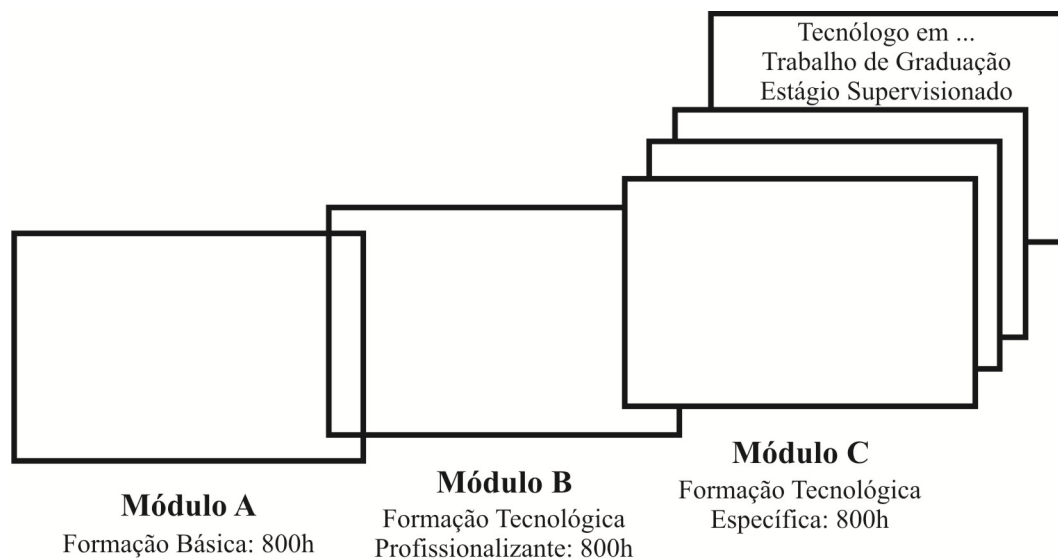 Tecnólogo em ...
Trabalho de Graduação
Estágio Supervisionado
Módulo A
Formação Básica: 800h
Módulo B
Formação Tecnológica
Profissionalizante: 800h
Módulo C
Formação Tecnológica
Específica: 800h